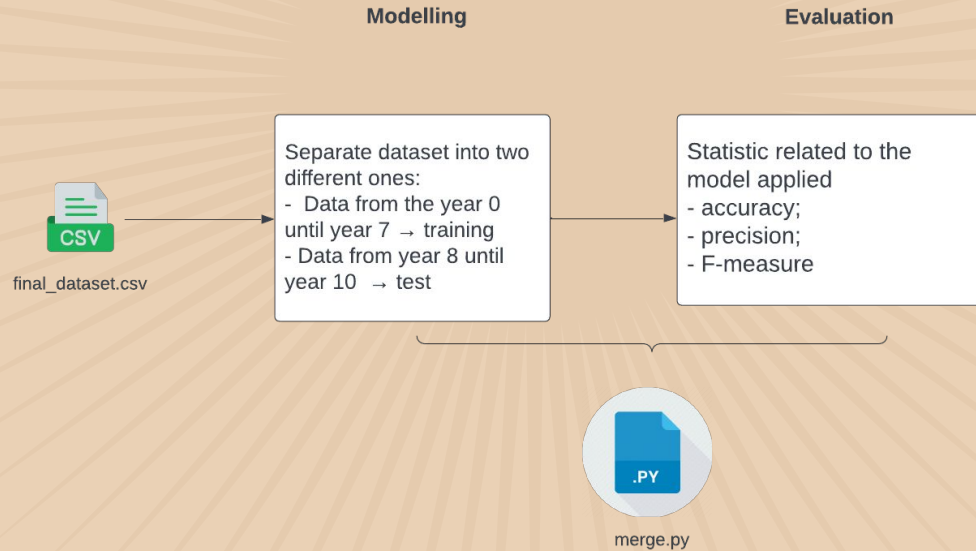 Modelling
Evaluation
Separate dataset into two
different ones:
- Data from the year 0
until year 7 → training
- Data from year 8 until
year 10 → test
Statistic related to the
model applied
- accuracy;
- precision;
- F-measure
CSV
final_dataset.csv
.PY
merge.py